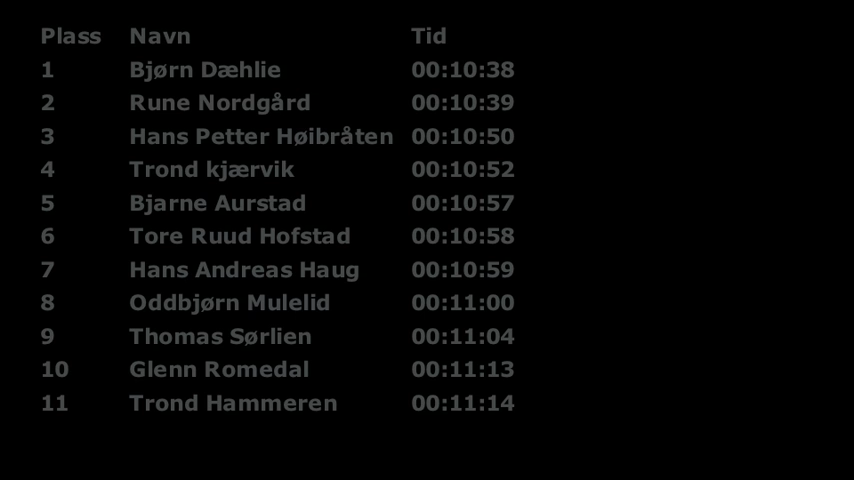 Plass Navn Tid
1 Bjørn Dæhlie 00:10:38
2 Rune Nordgård 00:10:39
3 Hans Petter Høibråten 00:10:50
4 Trond kjærvik 00:10:52
5 Bjarne Aurstad 00:10:57
6 Tore Ruud Hofstad 00:10:58
7 Hans Andreas Haug 00:10:59
8 Oddbjørn Mulelid 00:11:00
9 Thomas Sørlien 00:11:04
10 Glenn Romedal 00:11:13
11 Trond Hammeren 00:11:14